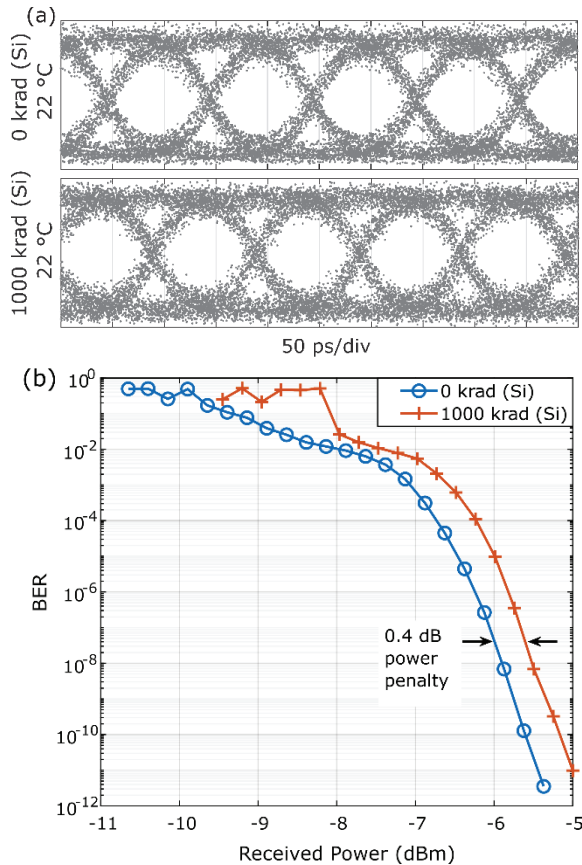 (a)
0 krad (Si)
22 °C
1000 krad (Si)
22 °C
50 ps/div
(b)
10^0
10^-2
10^-4
10^-6
10^-8
10^-10
10^-12
BER
0 krad (Si)
1000 krad (Si)
0.4 dB
power
penalty
-11 -10 -9 -8 -7 -6 -5
Received Power (dBm)